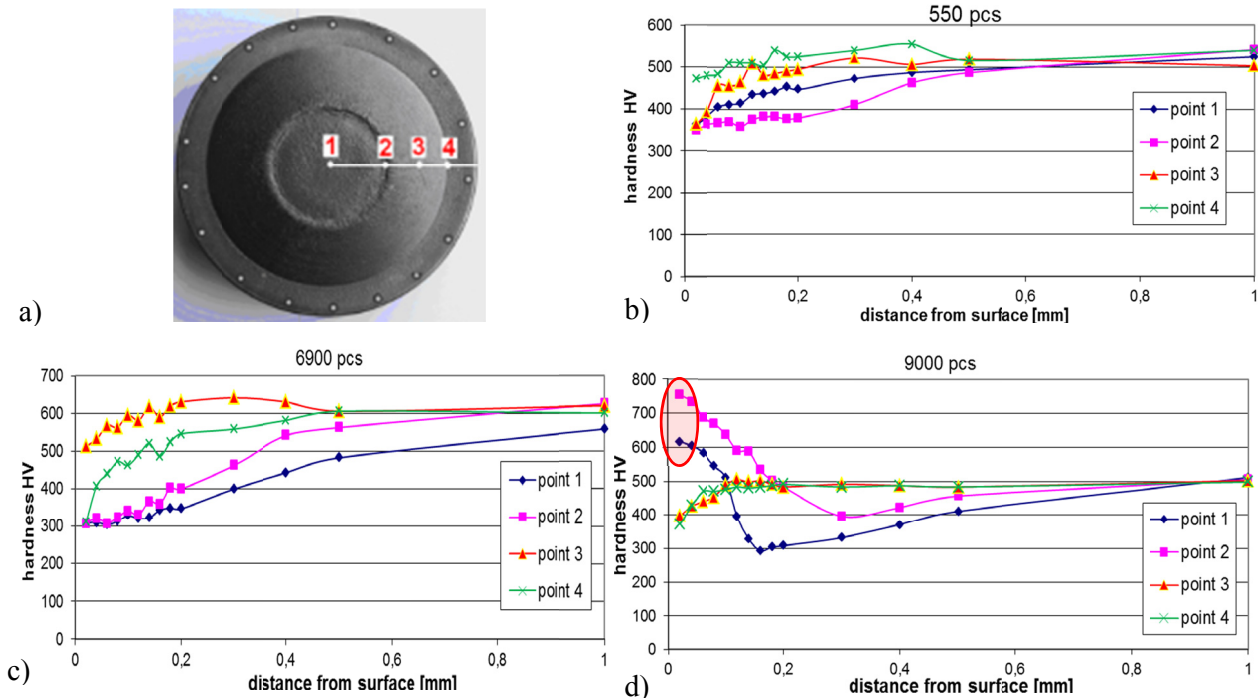 1 2 3 4
a)
550 pcs
hardness HV
600
500
400
300
200
100
0
0 0,2 0,4 0,6 0,8 1
distance from surface [mm]
point 1
point 2
point 3
point 4
b)
6900 pcs
hardness HV
700
600
500
400
300
200
100
0
0 0,2 0,4 0,6 0,8 1
distance from surface [mm]
point 1
point 2
point 3
point 4
c)
9000 pcs
hardness HV
800
700
600
500
400
300
200
100
0
0 0,2 0,4 0,6 0,8 1
distance from surface [mm]
point 1
point 2
point 3
point 4
d)